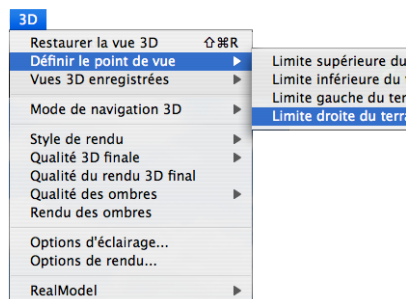 3D
Restaurer la vue 3D ⇧⌘R
Définir le point de vue
Vues 3D enregistrées
Mode de navigation 3D
Style de rendu
Qualité 3D finale
Qualité du rendu 3D final
Qualité des ombres
Rendu des ombres
Options d'éclairage...
Options de rendu...
RealModel
Limite supérieure du
Limite inférieure du
Limite gauche du
Limite droite du